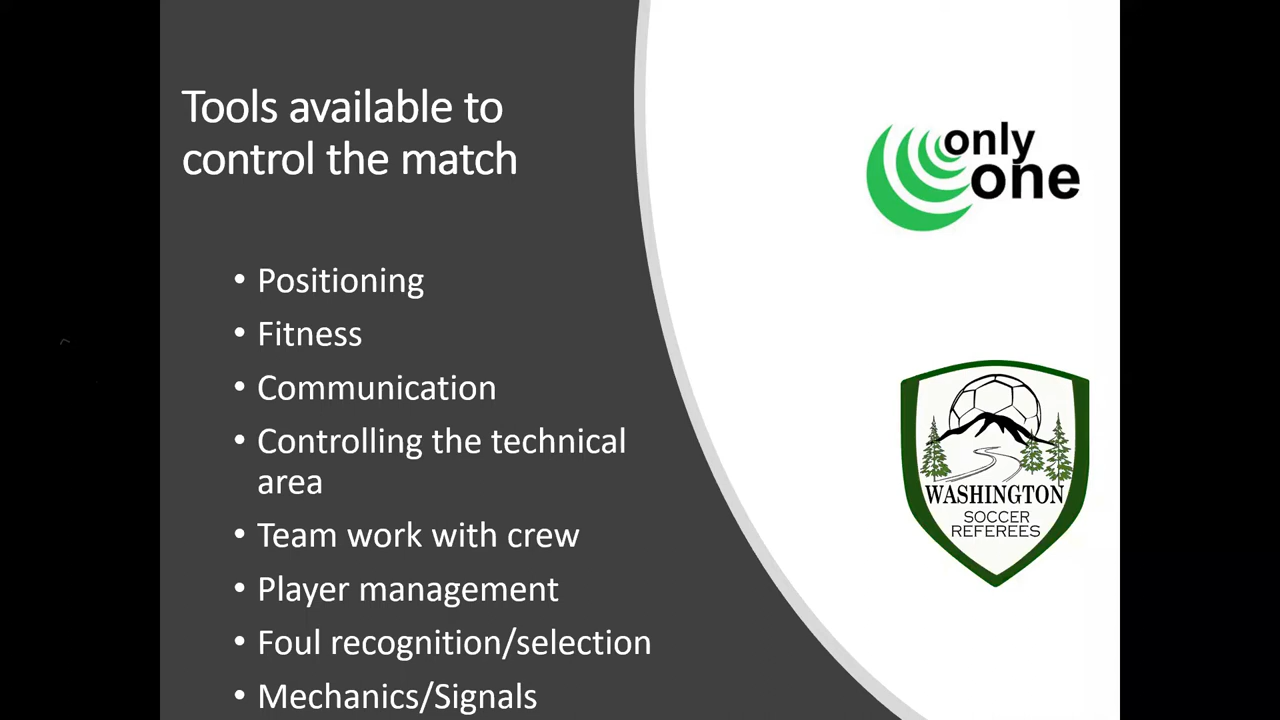 Tools available to
control the match
• Positioning
• Fitness
• Communication
• Controlling the technical
area
• Team work with crew
• Player management
• Foul recognition/selection
• Mechanics/Signals
only
one
WASHINGTON
SOCCER
REFEREES